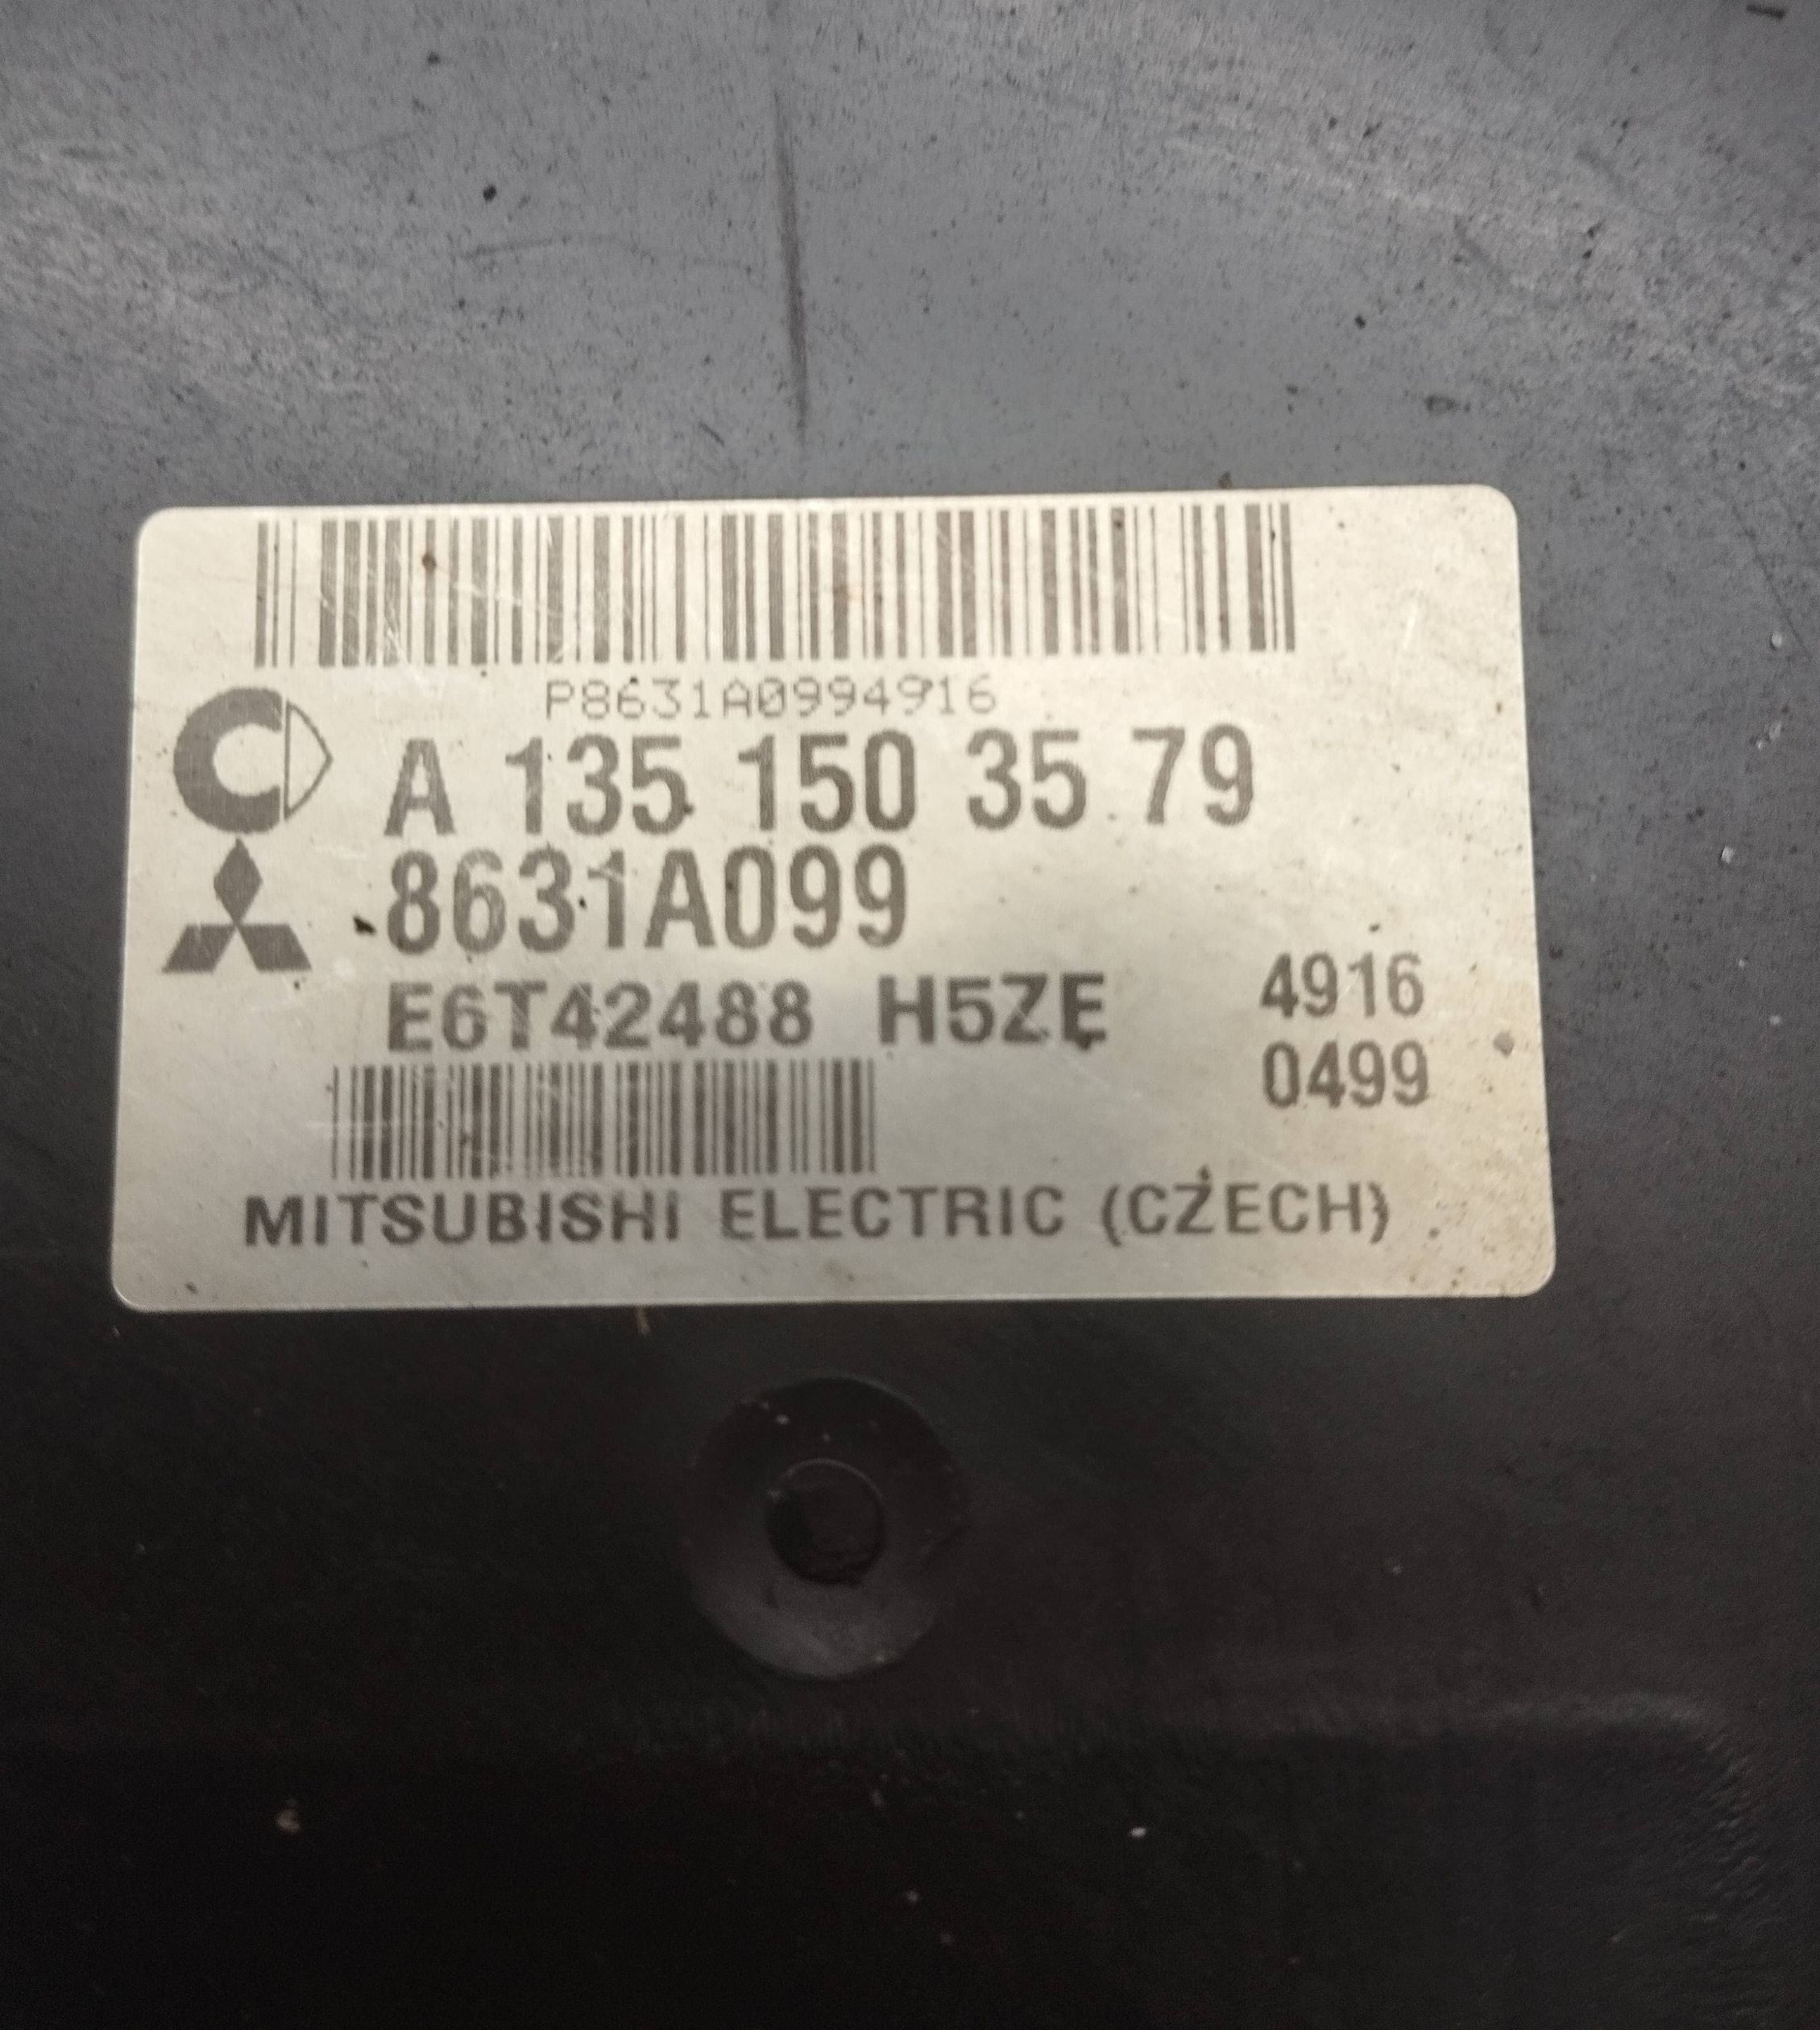 P8631A0994916
A 135 150 35 79
8631A099
E6T42488 H5ZE 4916
0499
MITSUBISHI ELECTRIC (CZECH)